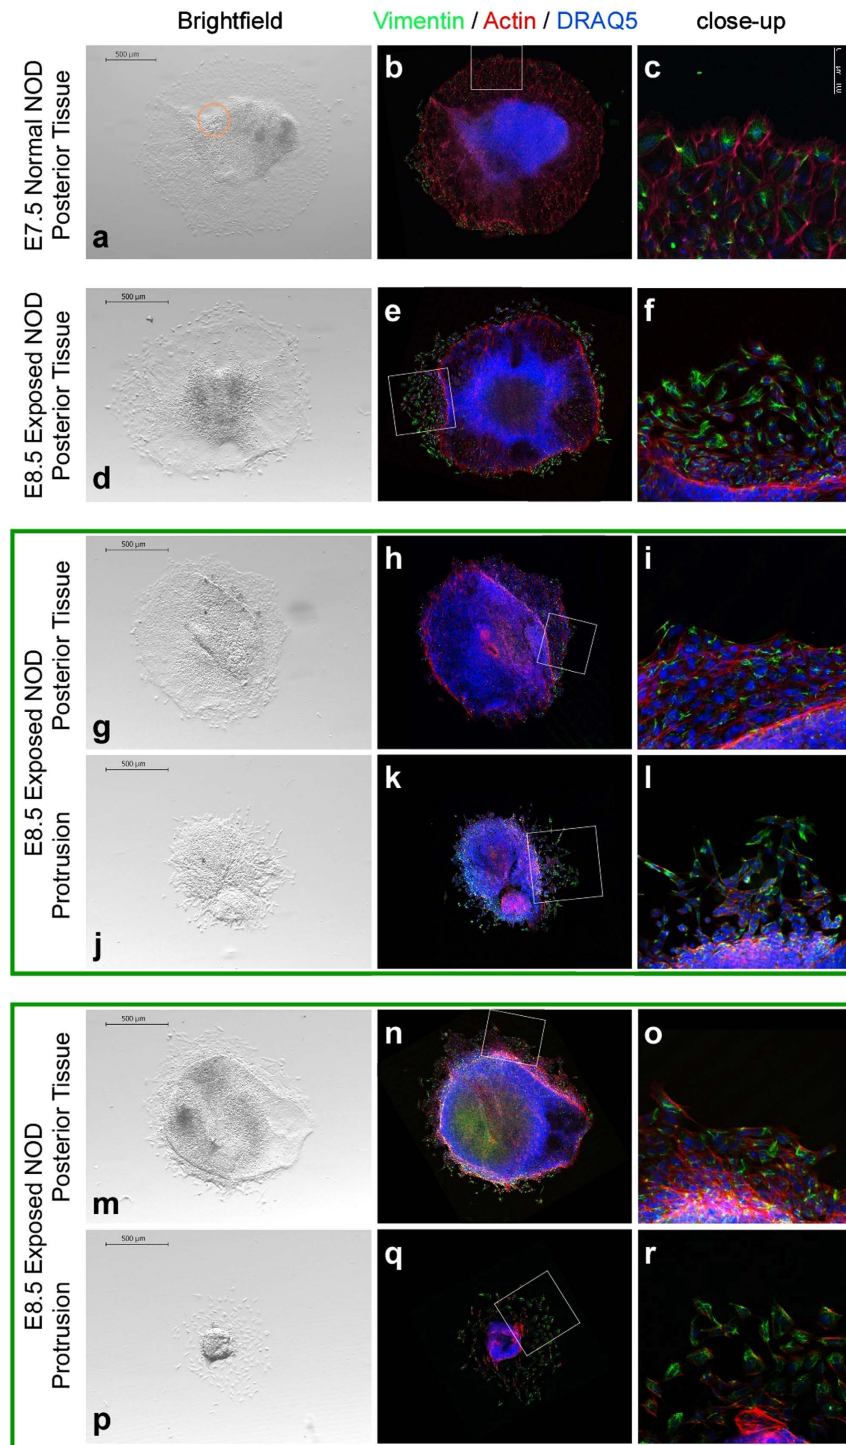 Brightfield
Vimentin / Actin / DRAQ5
close-up
E7.5 Normal NOD
Posterior Tissue
500 µm
a
b
c
E8.5 Exposed NOD
Posterior Tissue
500 µm
d
e
f
E8.5 Exposed NOD
Posterior Tissue
500 µm
g
h
i
Protrusion
500 µm
j
k
l
E8.5 Exposed NOD
Posterior Tissue
500 µm
m
n
o
Protrusion
500 µm
p
q
r